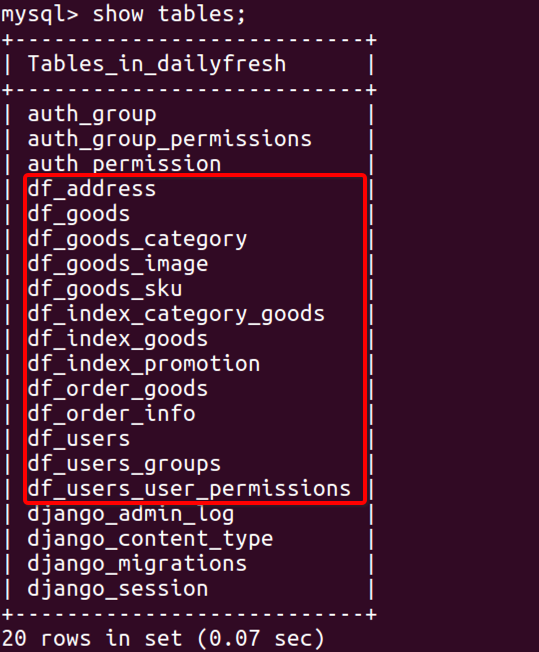 mysql> show tables;
+---------------------------+
| Tables_in_dailyfresh      |
+---------------------------+
| auth_group                |
| auth_group_permissions    |
| auth_permission           |
| df_address                |
| df_goods                  |
| df_goods_category         |
| df_goods_image            |
| df_goods_sku              |
| df_index_category_goods   |
| df_index_goods            |
| df_index_promotion        |
| df_order_goods            |
| df_order_info             |
| df_users                  |
| df_users_groups           |
| df_users_user_permissions |
| django_admin_log          |
| django_content_type       |
| django_migrations         |
| django_session            |
+---------------------------+
20 rows in set (0.07 sec)